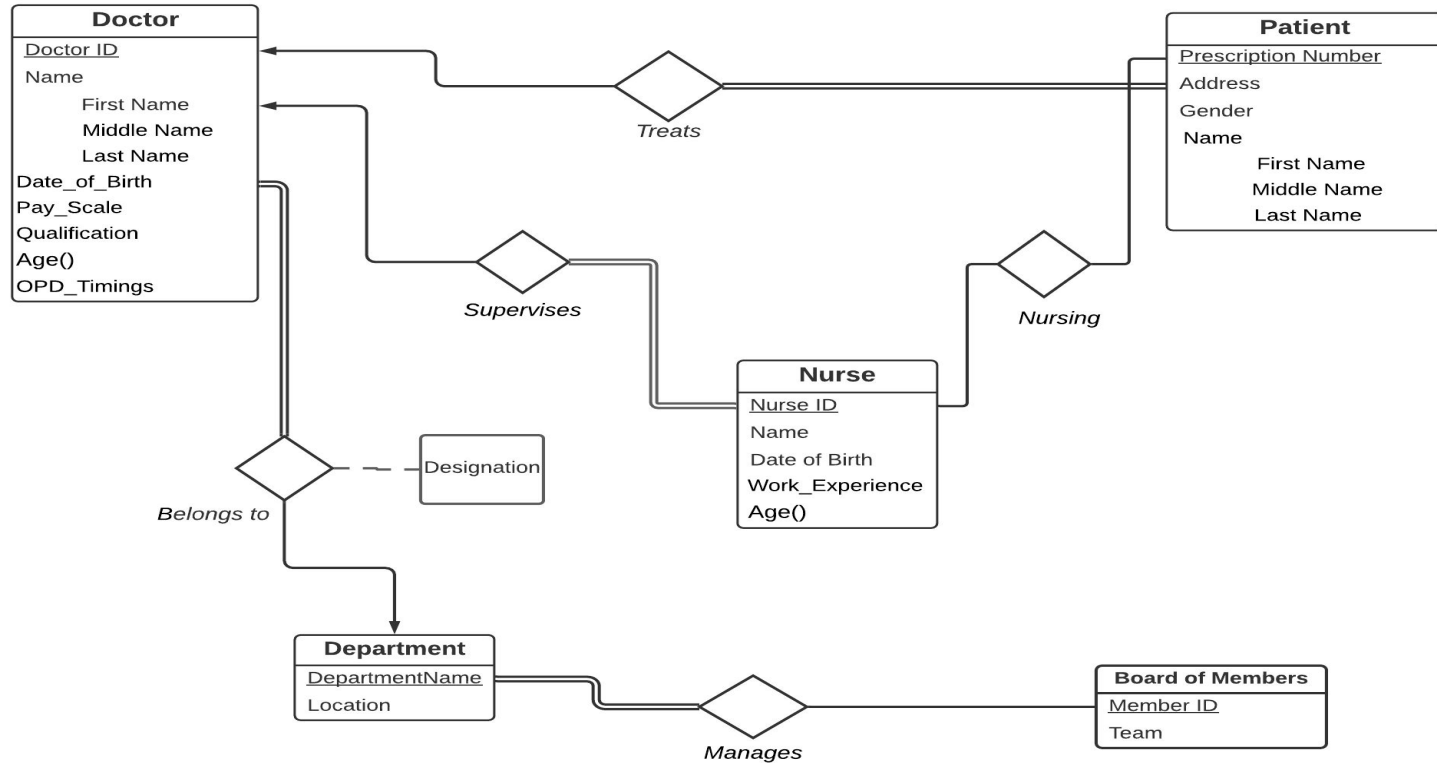 Doctor
Doctor ID
Name
First Name
Middle Name
Last Name
Date_of_Birth
Pay_Scale
Qualification
Age()
OPD_Timings
Treats
Patient
Prescription Number
Address
Gender
Name
First Name
Middle Name
Last Name
Supervises
Nursing
Nurse
Nurse ID
Name
Date of Birth
Work_Experience
Age()
Designation
Belongs to
Department
DepartmentName
Location
Manages
Board of Members
Member ID
Team